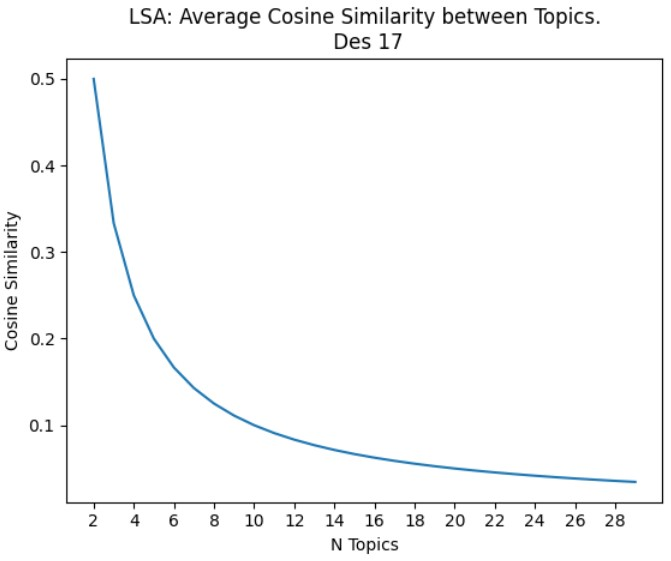 LSA: Average Cosine Similarity between Topics.
Des 17
0.5
0.4
0.3
0.2
0.1
Cosine Similarity
2 4 6 8 10 12 14 16 18 20 22 24 26 28
N Topics